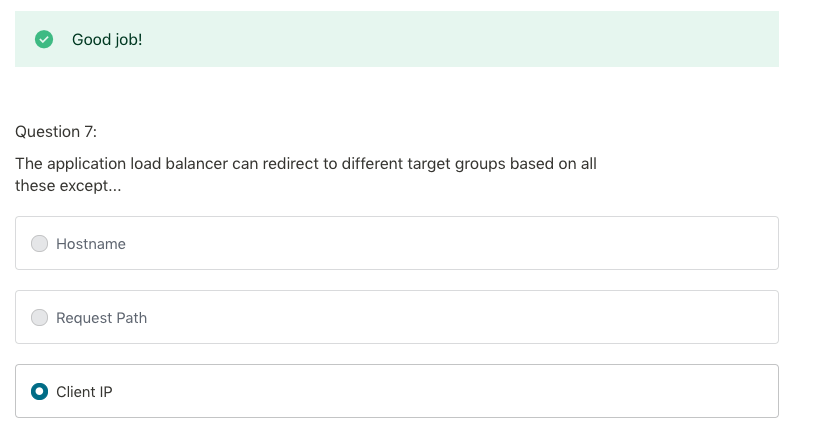 Good job!
Question 7:
The application load balancer can redirect to different target groups based on all
these except...
Hostname
Request Path
Client IP